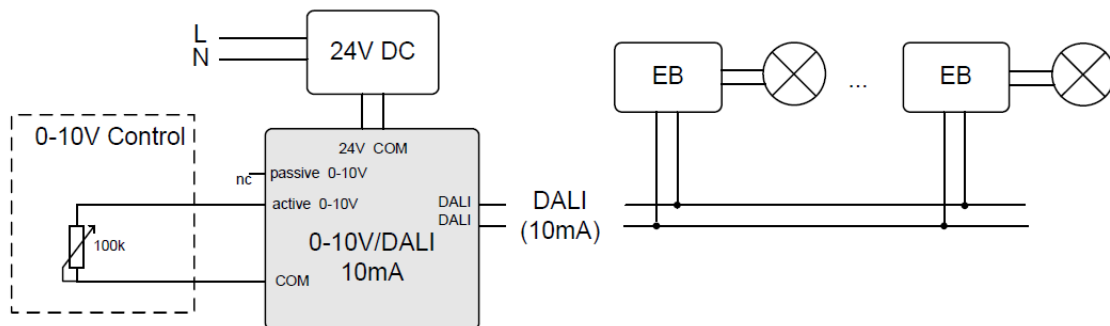 L
N
24V DC
EB
...
EB
0-10V Control
24V COM
nc
passive 0-10V
active 0-10V
DALI
DALI
DALI
(10mA)
100k
0-10V/DALI
10mA
COM